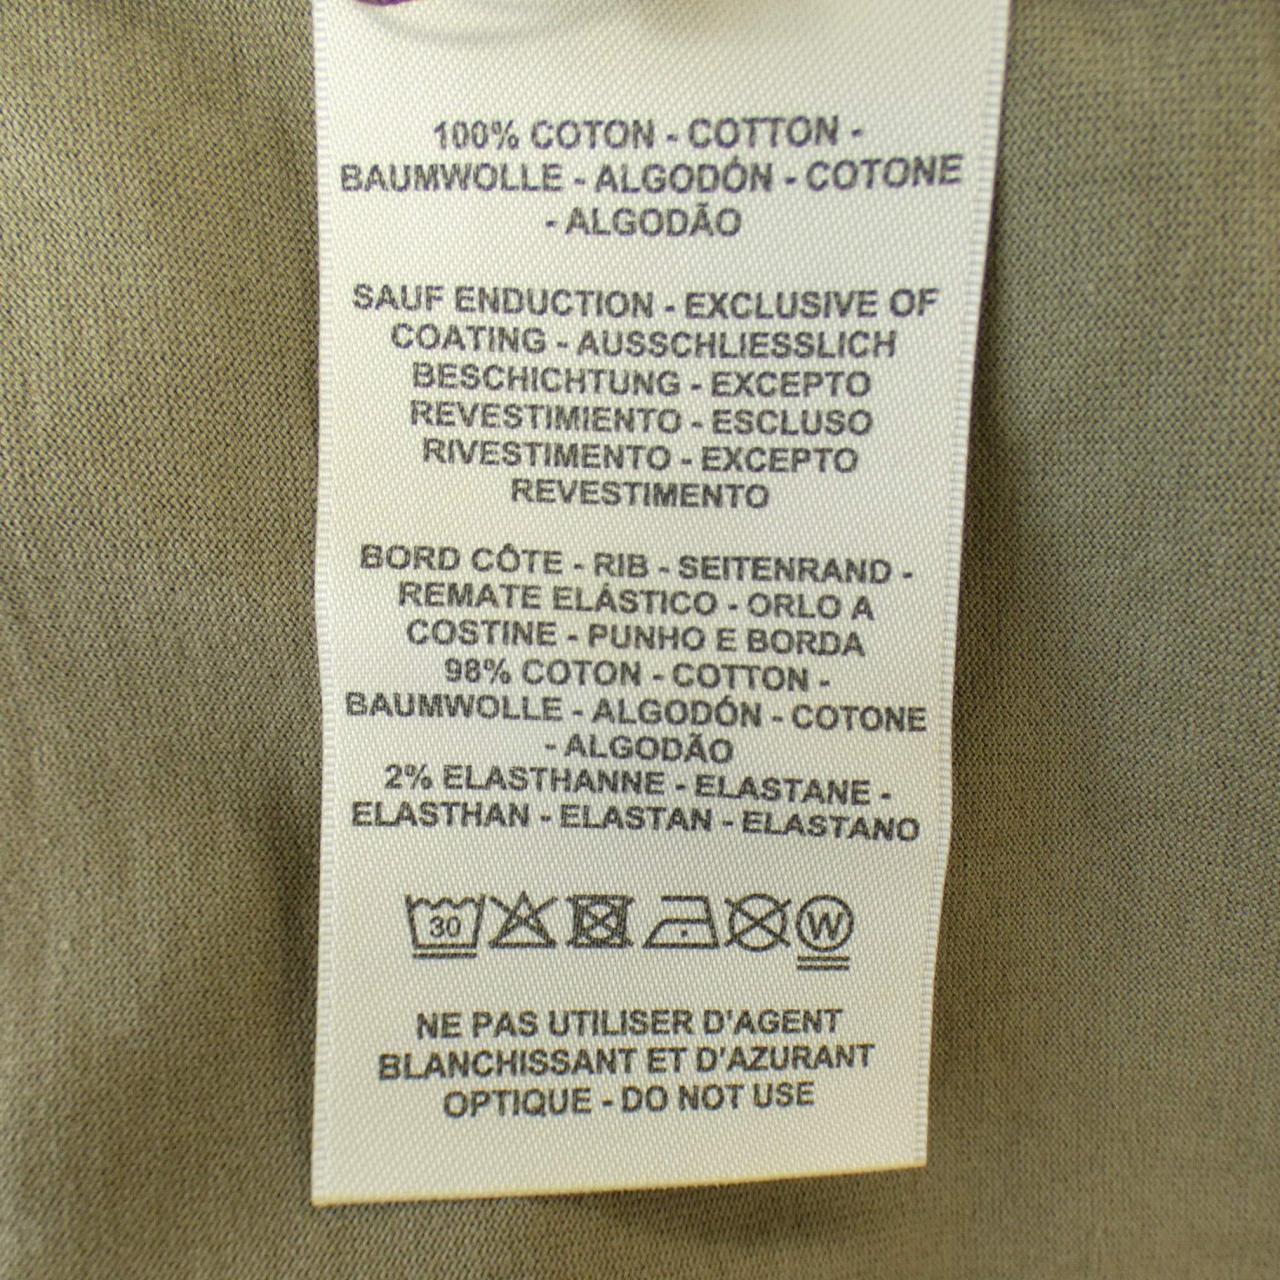 100% COTON - COTTON -
BAUMWOLLE - ALGODÓN - COTONE
- ALGODÃO
SAUF ENDUCTION - EXCLUSIVE OF
COATING - AUSSCHLIESSLICH
BESCHICHTUNG - EXCEPTO
REVESTIMIENTO - ESCLUSO
RIVESTIMENTO - EXCEPTO
REVESTIMENTO
BORD CÔTE - RIB - SEITENRAND -
REMATE ELÁSTICO - ORLO A
COSTINE - PUNHO E BORDA
98% COTON - COTTON -
BAUMWOLLE - ALGODÓN - COTONE
- ALGODÃO
2% ELASTHANNE - ELASTANE -
ELASTHAN - ELASTAN - ELASTANO
30 W
NE PAS UTILISER D'AGENT
BLANCHISSANT ET D'AZURANT
OPTIQUE - DO NOT USE